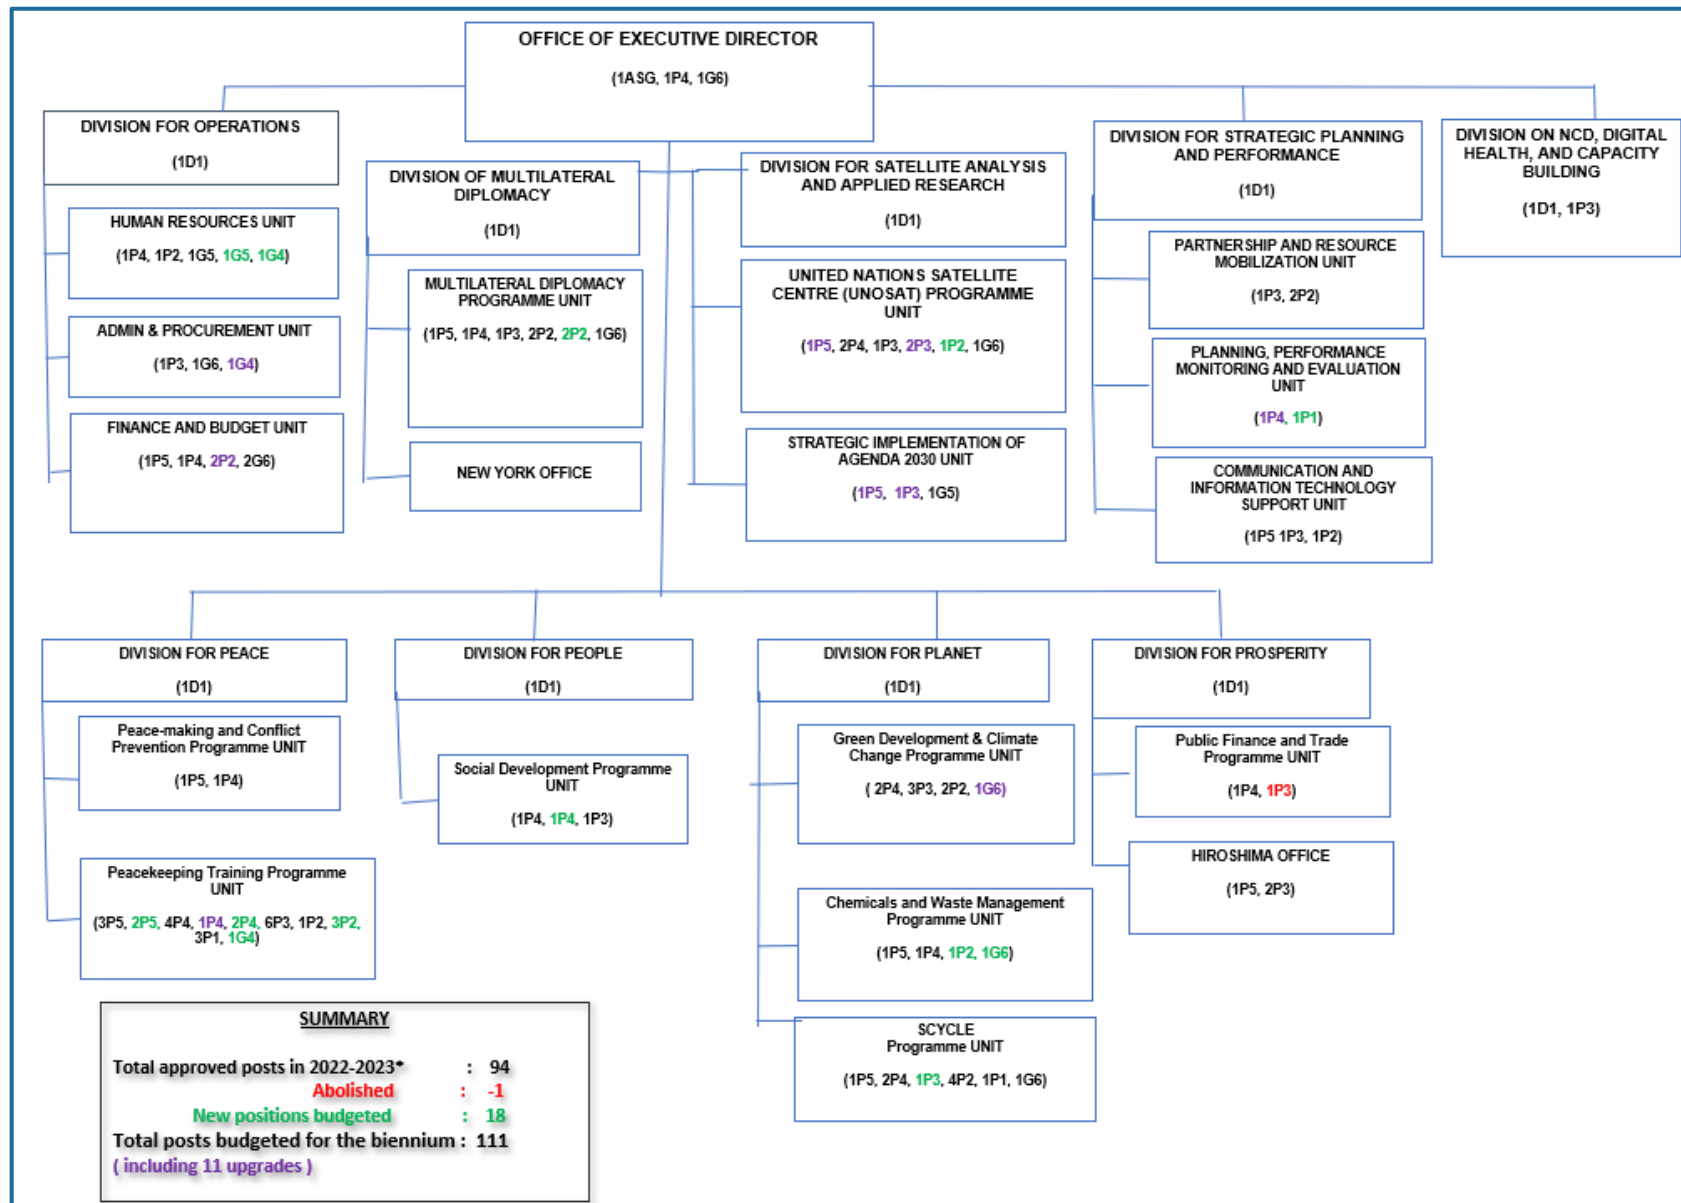 OFFICE OF EXECUTIVE DIRECTOR
(1ASG, 1P4, 1G6)
DIVISION FOR OPERATIONS
(1D1)
HUMAN RESOURCES UNIT
(1P4, 1P2, 1G5, 1G5, 1G4)
ADMIN & PROCUREMENT UNIT
(1P3, 1G6, 1G4)
FINANCE AND BUDGET UNIT
(1P5, 1P4, 2P2, 2G6)
DIVISION OF MULTILATERAL
DIPLOMACY
(1D1)
MULTILATERAL DIPLOMACY
PROGRAMME UNIT
(1P5, 1P4, 1P3, 2P2, 2P2, 1G6)
NEW YORK OFFICE
DIVISION FOR SATELLITE ANALYSIS
AND APPLIED RESEARCH
(1D1)
UNITED NATIONS SATELLITE
CENTRE (UNOSAT) PROGRAMME
UNIT
(1P5, 2P4, 1P3, 2P3, 1P2, 1G6)
STRATEGIC IMPLEMENTATION OF
AGENDA 2030 UNIT
(1P5, 1P3, 1G5)
DIVISION FOR STRATEGIC PLANNING
AND PERFORMANCE
(1D1)
PARTNERSHIP AND RESOURCE
MOBILIZATION UNIT
(1P3, 2P2)
PLANNING, PERFORMANCE
MONITORING AND EVALUATION
UNIT
(1P4, 1P1)
COMMUNICATION AND
INFORMATION TECHNOLOGY
SUPPORT UNIT
(1P5 1P3, 1P2)
DIVISION ON NCD, DIGITAL
HEALTH, AND CAPACITY
BUILDING
(1D1, 1P3)
DIVISION FOR PEACE
(1D1)
Peace-making and Conflict
Prevention Programme UNIT
(1P5, 1P4)
Peacekeeping Training Programme
UNIT
(3P5, 2P5, 4P4, 1P4, 2P4, 6P3, 1P2, 3P2,
3P1, 1G4)
DIVISION FOR PEOPLE
(1D1)
Social Development Programme
UNIT
(1P4, 1P4, 1P3)
DIVISION FOR PLANET
(1D1)
Green Development & Climate
Change Programme UNIT
( 2P4, 3P3, 2P2, 1G6)
Chemicals and Waste Management
Programme UNIT
(1P5, 1P4, 1P2, 1G6)
SCYCLE
Programme UNIT
(1P5, 2P4, 1P3, 4P2, 1P1, 1G6)
DIVISION FOR PROSPERITY
(1D1)
Public Finance and Trade
Programme UNIT
(1P4, 1P3)
HIROSHIMA OFFICE
(1P5, 2P3)
SUMMARY
Total approved posts in 2022-2023* : 94
Abolished : -1
New positions budgeted : 18
Total posts budgeted for the biennium : 111
( including 11 upgrades )